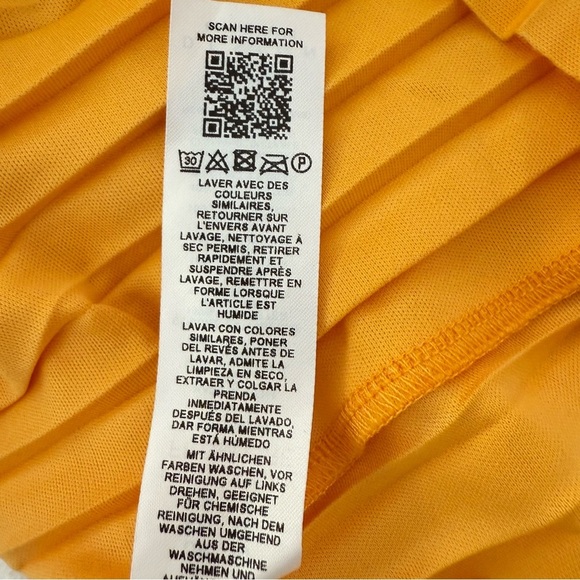 SCAN HERE FOR
MORE INFORMATION
30
P
LAVER AVEC DES
COULEURS
SIMILAIRES,
RETOURNER SUR
L'ENVERS AVANT
LAVAGE, NETTOYAGE À
SEC PERMIS, RETIRER
RAPIDEMENT ET
SUSPENDRE APRÈS
LAVAGE, REMETTRE EN
FORME LORSQUE
L'ARTICLE EST
HUMIDE
LAVAR CON COLORES
SIMILARES, PONER
DEL REVÉS ANTES DE
LAVAR, ADMITE LA
LIMPIEZA EN SECO,
EXTRAER Y COLGAR LA
PRENDA
INMEDIATAMENTE
DESPUÉS DEL LAVADO,
DAR FORMA MIENTRAS
ESTÁ HÚMEDO
MIT ÄHNLICHEN
FARBEN WASCHEN, VOR
REINIGUNG AUF LINKS
DREHEN, GEEIGNET
FÜR CHEMISCHE
REINIGUNG, NACH DEM
WASCHEN UMGEHEND
AUS DER
WASCHMASCHINE
NEHMEN UND